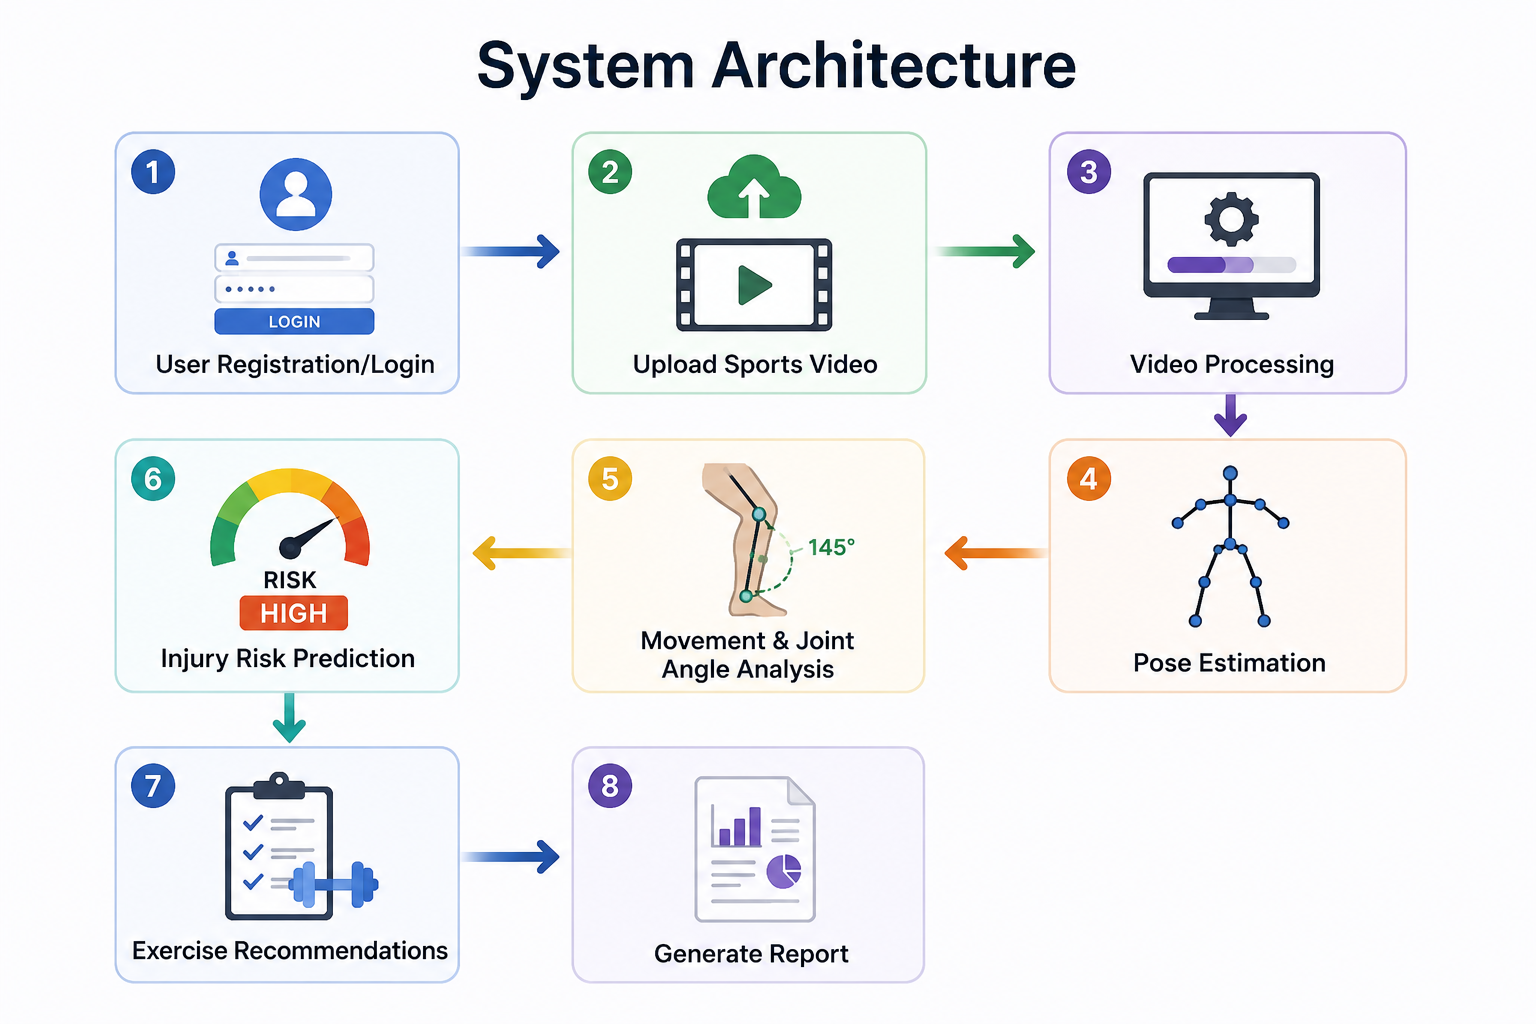 System Architecture
1
LOGIN
User Registration/Login
2
Upload Sports Video
3
Video Processing
4
Pose Estimation
5
145°
Movement & Joint
Angle Analysis
6
RISK
HIGH
Injury Risk Prediction
7
Exercise Recommendations
8
Generate Report